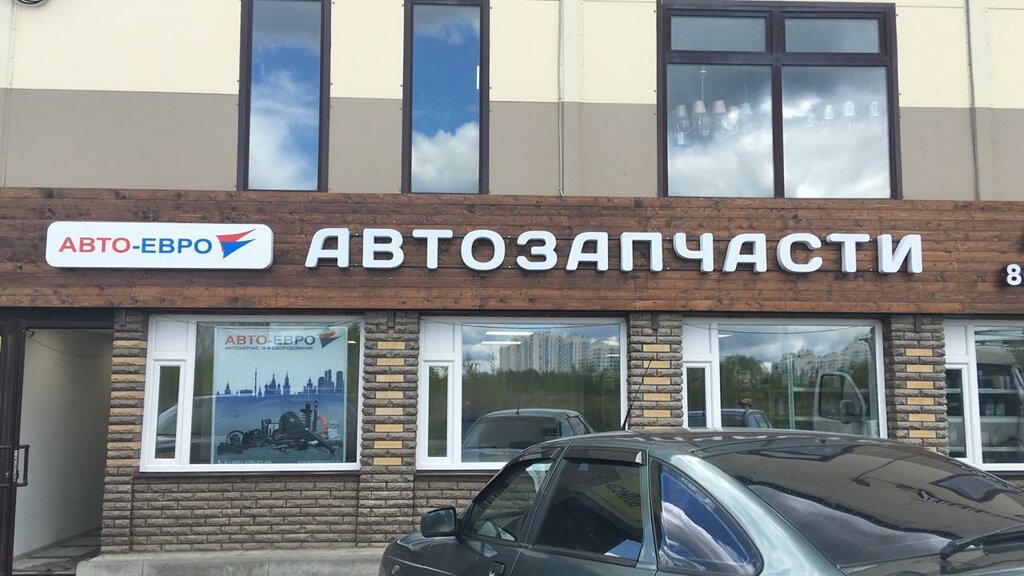 АВТО-ЕВРО
АВТОЗАПЧАСТИ
8
АВТО-ЕВРО
АВТОЗАПЧАСТИ И ОБОРУДОВАНИЕ